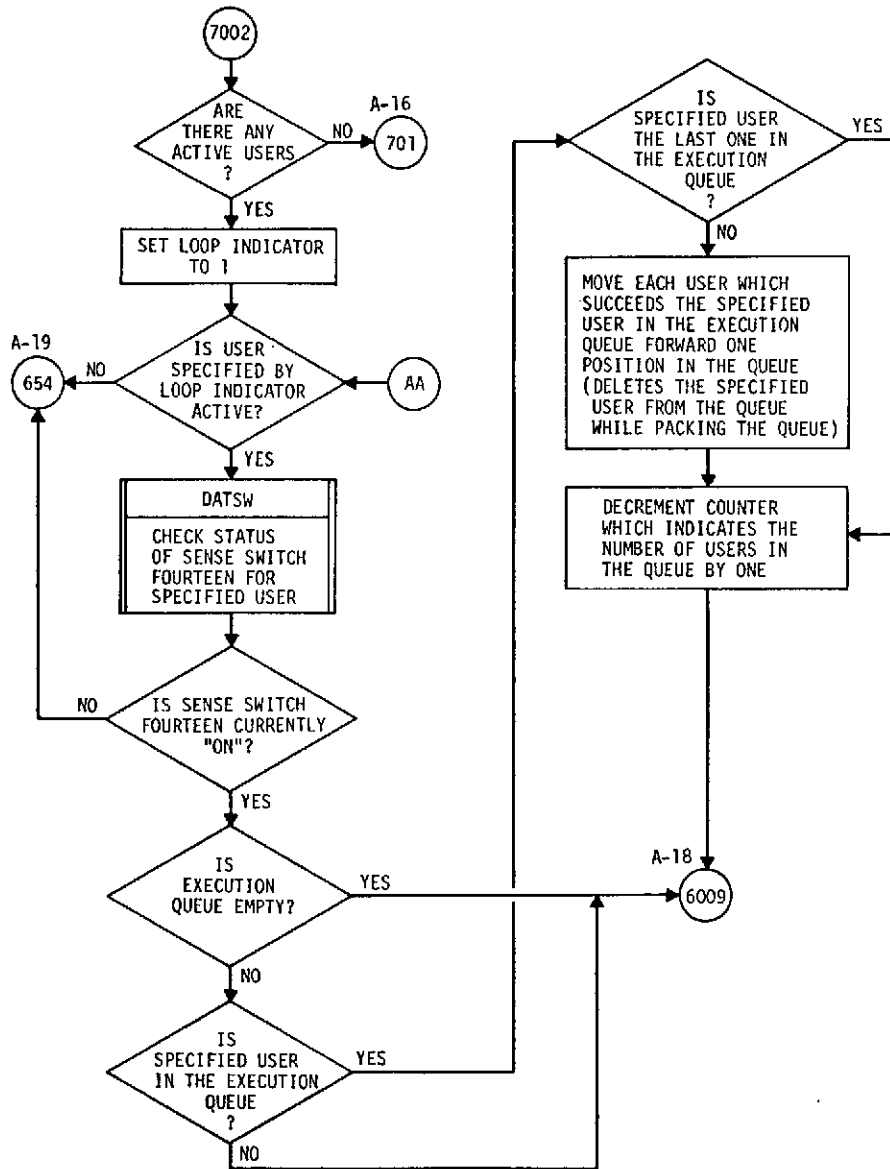 7002
ARE
THERE ANY
ACTIVE USERS
?
NO
A-16
701
YES
SET LOOP INDICATOR
TO 1
A-19
654
NO
IS USER
SPECIFIED BY
LOOP INDICATOR
ACTIVE?
AA
YES
DATSW
CHECK STATUS
OF SENSE SWITCH
FOURTEEN FOR
SPECIFIED USER
NO
IS SENSE SWITCH
FOURTEEN CURRENTLY
"ON"?
YES
IS
EXECUTION
QUEUE EMPTY?
YES
NO
IS
SPECIFIED USER
IN THE EXECUTION
QUEUE
?
YES
NO
IS
SPECIFIED USER
THE LAST ONE IN
THE EXECUTION
QUEUE
?
YES
NO
MOVE EACH USER WHICH
SUCCEEDS THE SPECIFIED
USER IN THE EXECUTION
QUEUE FORWARD ONE
POSITION IN THE QUEUE
(DELETES THE SPECIFIED
USER FROM THE QUEUE
WHILE PACKING THE QUEUE)
DECREMENT COUNTER
WHICH INDICATES THE
NUMBER OF USERS IN
THE QUEUE BY ONE
A-18
6009